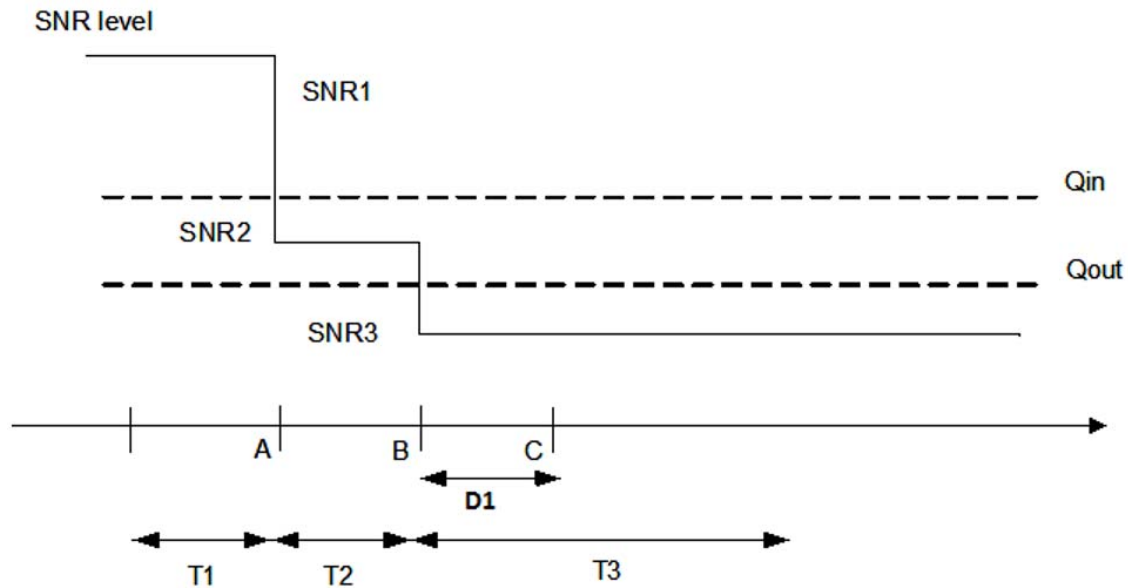 SNR level
SNR1
Qin
SNR2
Qout
SNR3
A
B
C
D1
T1
T2
T3